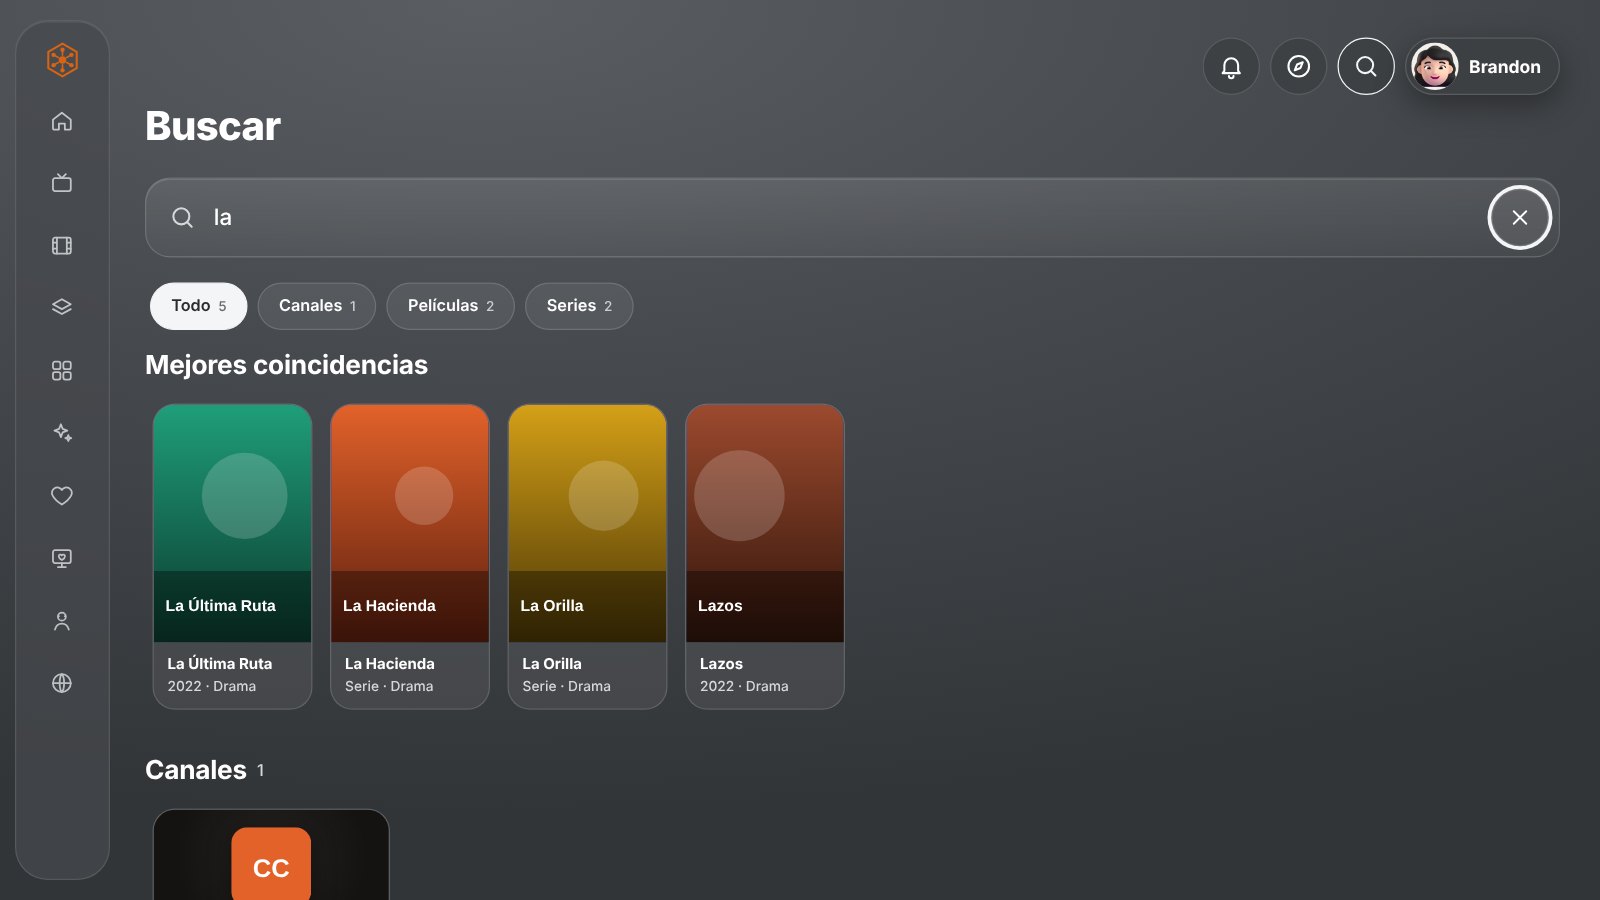 Brandon
Buscar
la
Todo 5
Canales 1
Películas 2
Series 2
Mejores coincidencias
La Última Ruta
La Hacienda
La Orilla
Lazos
La Última Ruta
2022 · Drama
La Hacienda
Serie · Drama
La Orilla
Serie · Drama
Lazos
2022 · Drama
Canales 1
CC